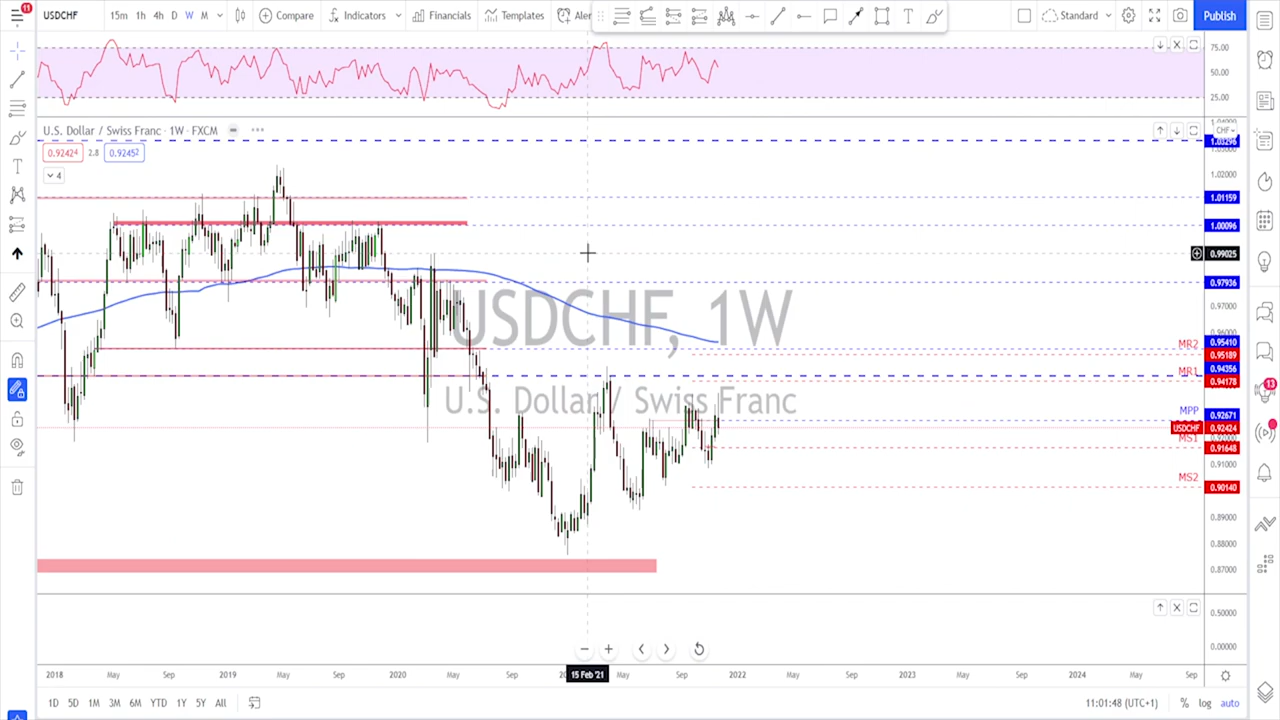 11
USDCHF 15m 1h 4h D W M Compare Indicators Financials Templates Standard Publish
75.00
50.00
25.00
U.S. Dollar / Swiss Franc · 1W · FXCM
CHF
0.92424 2.8 0.92457
4
1.03298
1.02000
1.01159
1.00096
0.99025
0.97936
0.97000
0.96000
USDCHF, 1W
U.S. Dollar / Swiss Franc
MR2 0.95410
0.95189
MR1 0.94356
0.94178
13
MPP 0.92671
USDCHF 0.92424
MS1 0.91648
0.91000
MS2 0.90140
0.89000
0.88000
0.87000
0.50000
0.00000
2018 May Sep 2019 May Sep 2020 May Sep 15 Feb '21 May Sep 2022 May Sep 2023 May 2024 Sep
1D 5D 1M 3M 6M YTD 1Y 5Y All 11:01:48 (UTC+1) % log auto